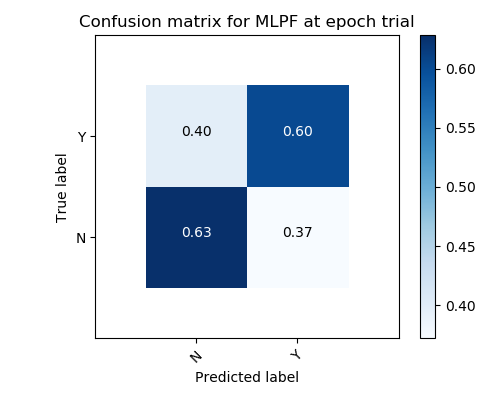 Confusion matrix for MLPF at epoch trial
True label
Y
0.40 0.60
N
0.63 0.37
N Y
Predicted label
0.60
0.55
0.50
0.45
0.40